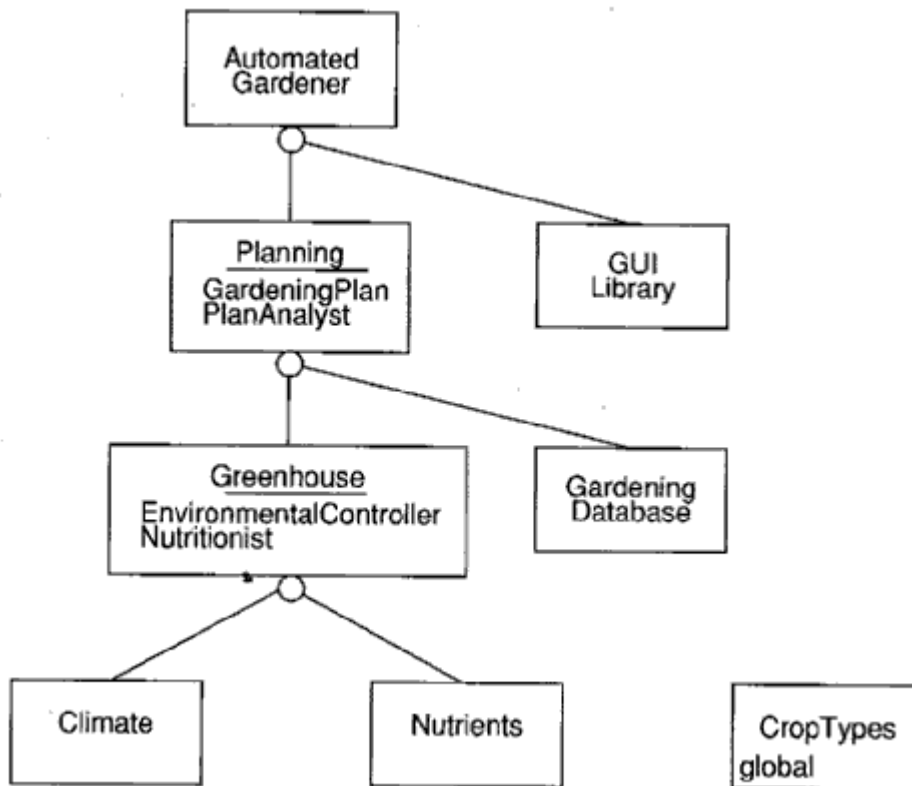 Automated
Gardener
Planning
GardeningPlan
PlanAnalyst
GUI
Library
Greenhouse
EnvironmentalController
Nutritionist
Gardening
Database
Climate
Nutrients
CropTypes
global